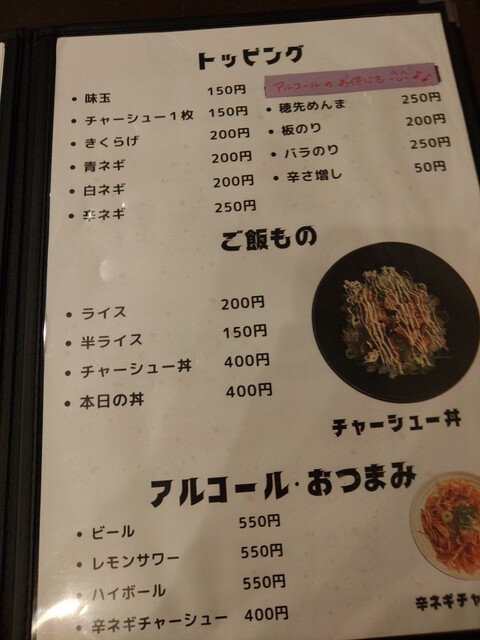 トッピング
アルコールのお供にも
味玉 150円
チャーシュー1枚 150円
きくらげ 200円
青ネギ 200円
白ネギ 200円
辛ネギ 250円
穂先めんま 250円
板のり 200円
バラのり 250円
辛さ増し 50円
ご飯もの
ライス 200円
半ライス 150円
チャーシュー丼 400円
本日の丼 400円
チャーシュー丼
アルコール・おつまみ
ビール 550円
レモンサワー 550円
ハイボール 550円
辛ネギチャーシュー 400円
辛ネギチャ